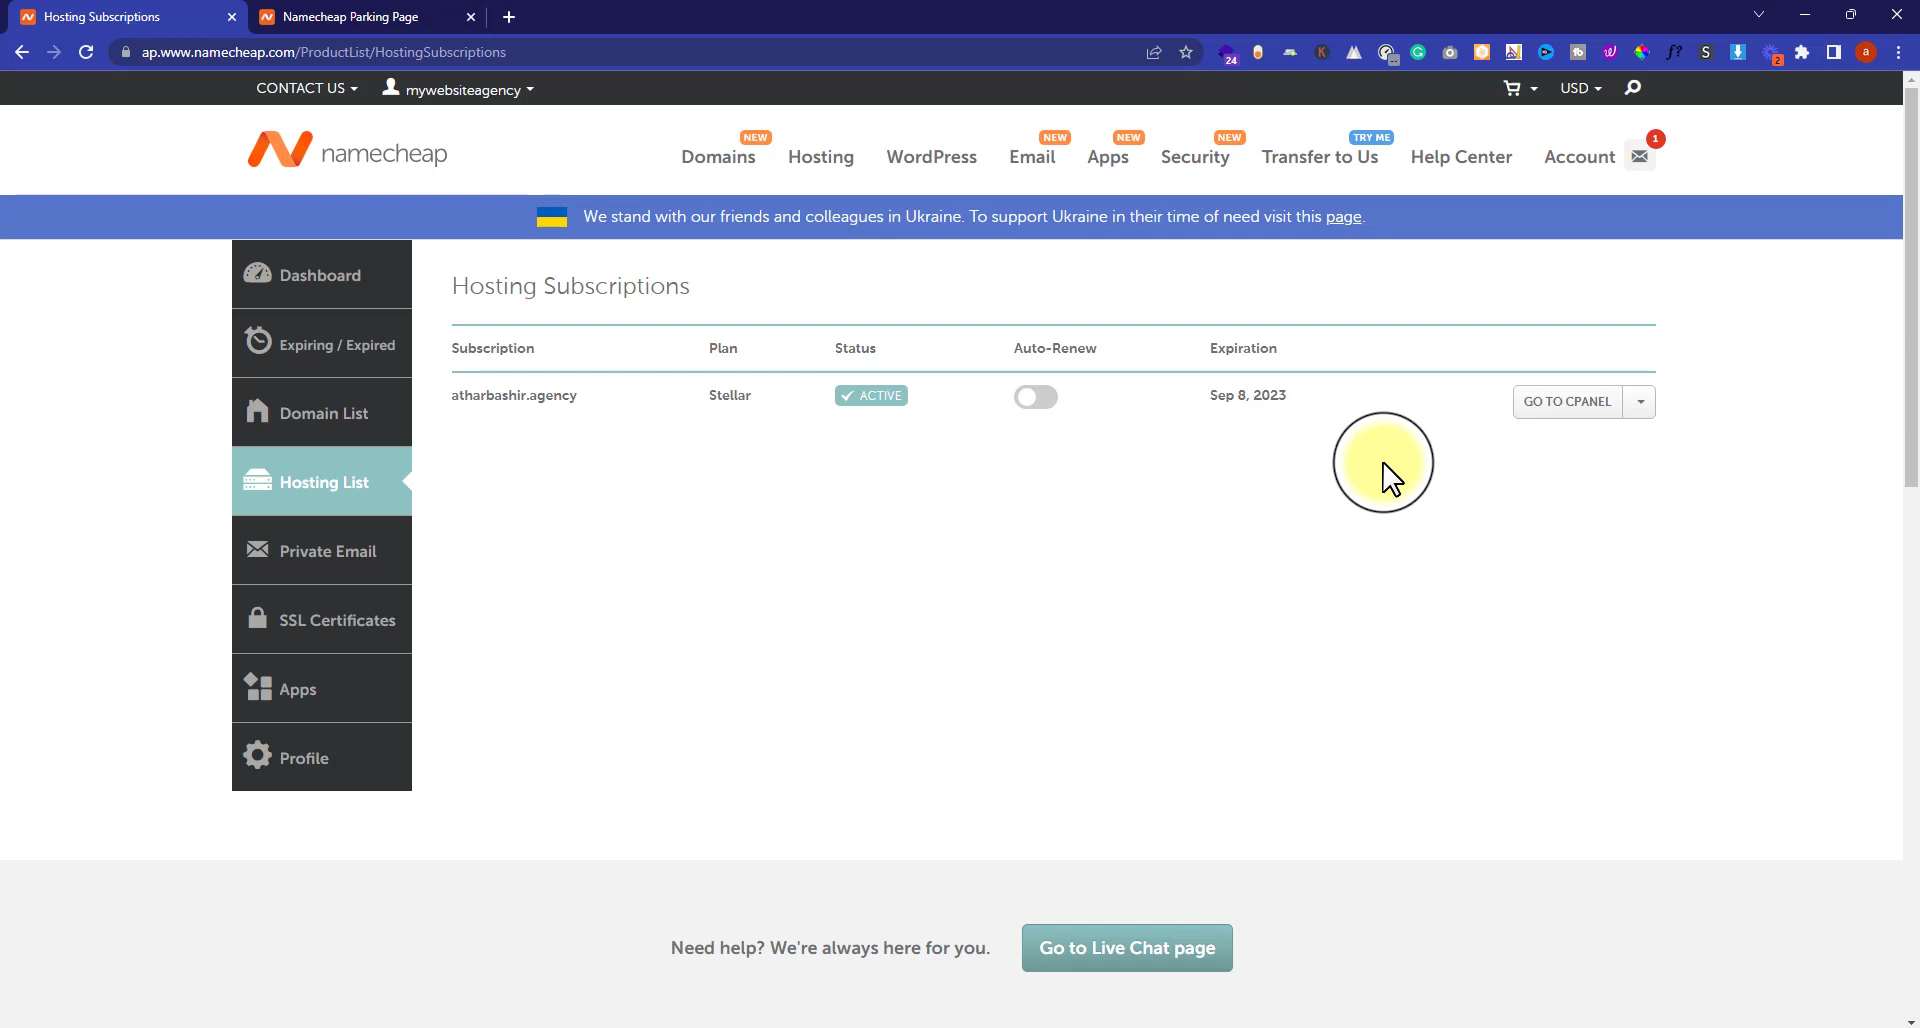 Hosting Subscriptions
Namecheap Parking Page
ap.www.namecheap.com/ProductList/HostingSubscriptions
24
K
f?
S
2
a
CONTACT US
mywebsiteagency
USD
namecheap
NEW
NEW
NEW
NEW
TRY ME
1
Domains
Hosting
WordPress
Email
Apps
Security
Transfer to Us
Help Center
Account
We stand with our friends and colleagues in Ukraine. To support Ukraine in their time of need visit this page.
Dashboard
Expiring / Expired
Domain List
Hosting List
Private Email
SSL Certificates
Apps
Profile
Hosting Subscriptions
Subscription Plan Status Auto-Renew Expiration
atharbashir.agency Stellar ACTIVE Sep 8, 2023 GO TO CPANEL
Need help? We're always here for you.
Go to Live Chat page